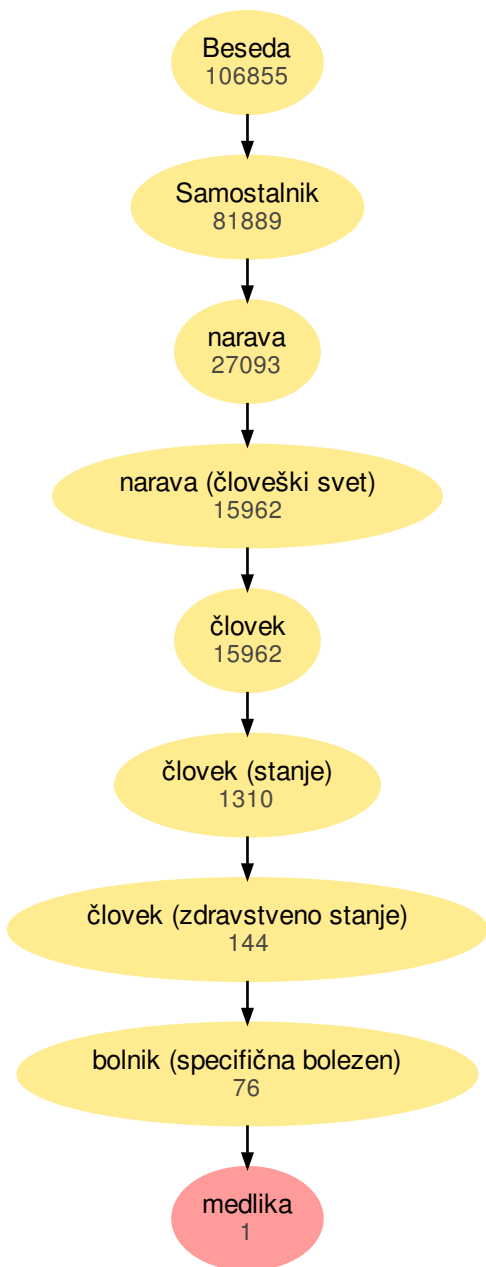 Beseda
106855
Samostalnik
81889
narava
27093
narava (človeški svet)
15962
človek
15962
človek (stanje)
1310
človek (zdravstveno stanje)
144
bolnik (specifična bolezen)
76
medlika
1